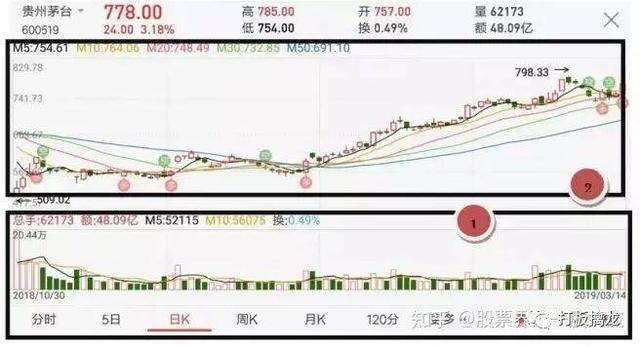 贵州茅台 778.00 高 785.00 开 757.00 量 62173
600519 24.00 3.18% 低 754.00 换 0.49% 额 48.09亿
M5:754.61 M10:764.06 M20:748.49 M30:732.85 M50:691.10
829.78
798.33
741.73
509.02
2
总手:62173 额:48.09亿 M5:52115 M10:56075 换:0.49%
1
20.44万
2018/10/30 2019/03/14
分时 5日 日K 周K 月K 120分 更多
知乎 @股票 打板擒龙